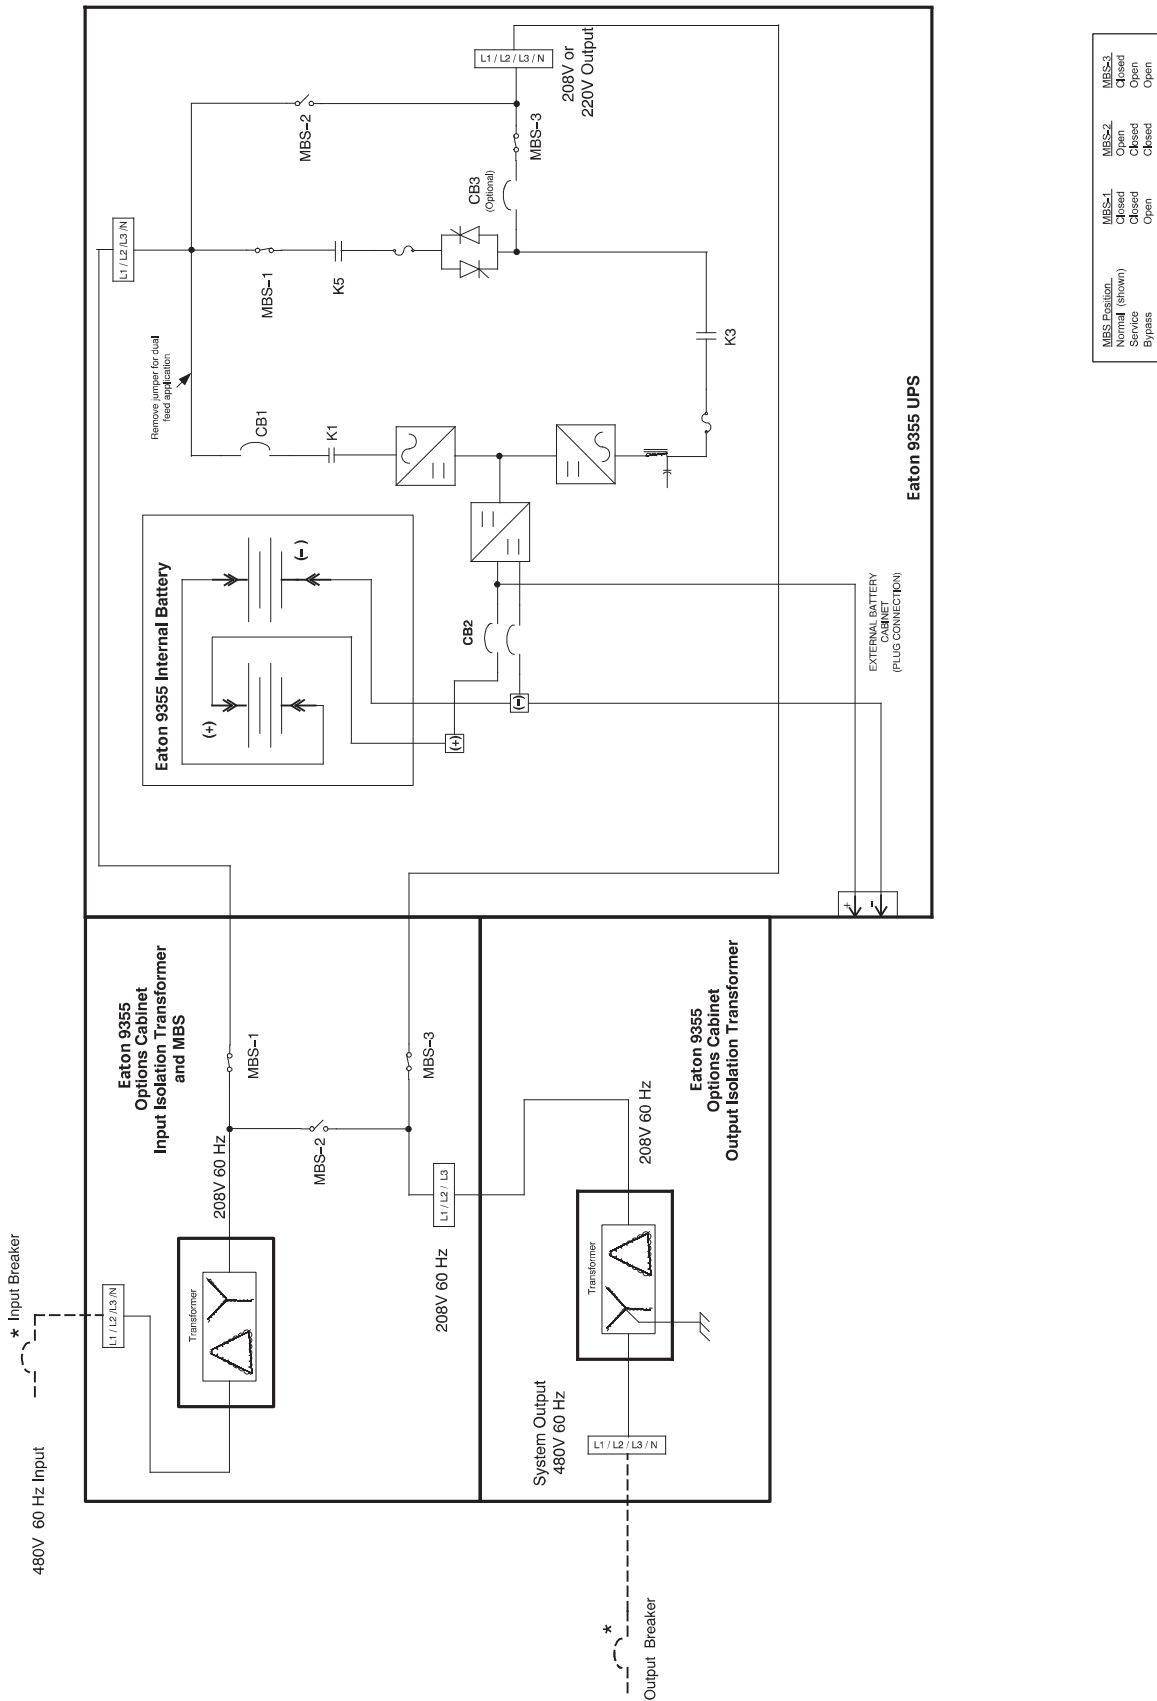 480V 60 Hz Input
* Input Breaker
L1 / L2 /L3 /N
Transformer
208V 60 Hz
Eaton 9355
Options Cabinet
Input Isolation Transformer
and MBS
MBS-1
MBS-2
MBS-3
L1 / L2 / L3
208V 60 Hz
Output Breaker
*
L1 / L2 / L3 / N
System Output
480V 60 Hz
Transformer
208V 60 Hz
Eaton 9355
Options Cabinet
Output Isolation Transformer
Eaton 9355 Internal Battery
(+)
(-)
(+)
(-)
CB2
+
-
EXTERNAL BATTERY
CABINET
(PLUG CONNECTION)
L1 / L2 /L3 /N
Remove jumper for dual
feed application
CB1
K1
MBS-1
K5
MBS-2
CB3
(Optional)
MBS-3
K3
L1 / L2 / L3 / N
208V or
220V Output
Eaton 9355 UPS
MBS Position MBS-1 MBS-2 MBS-3
Normal (shown) Closed Open Closed
Service Closed Closed Open
Bypass Open Closed Open